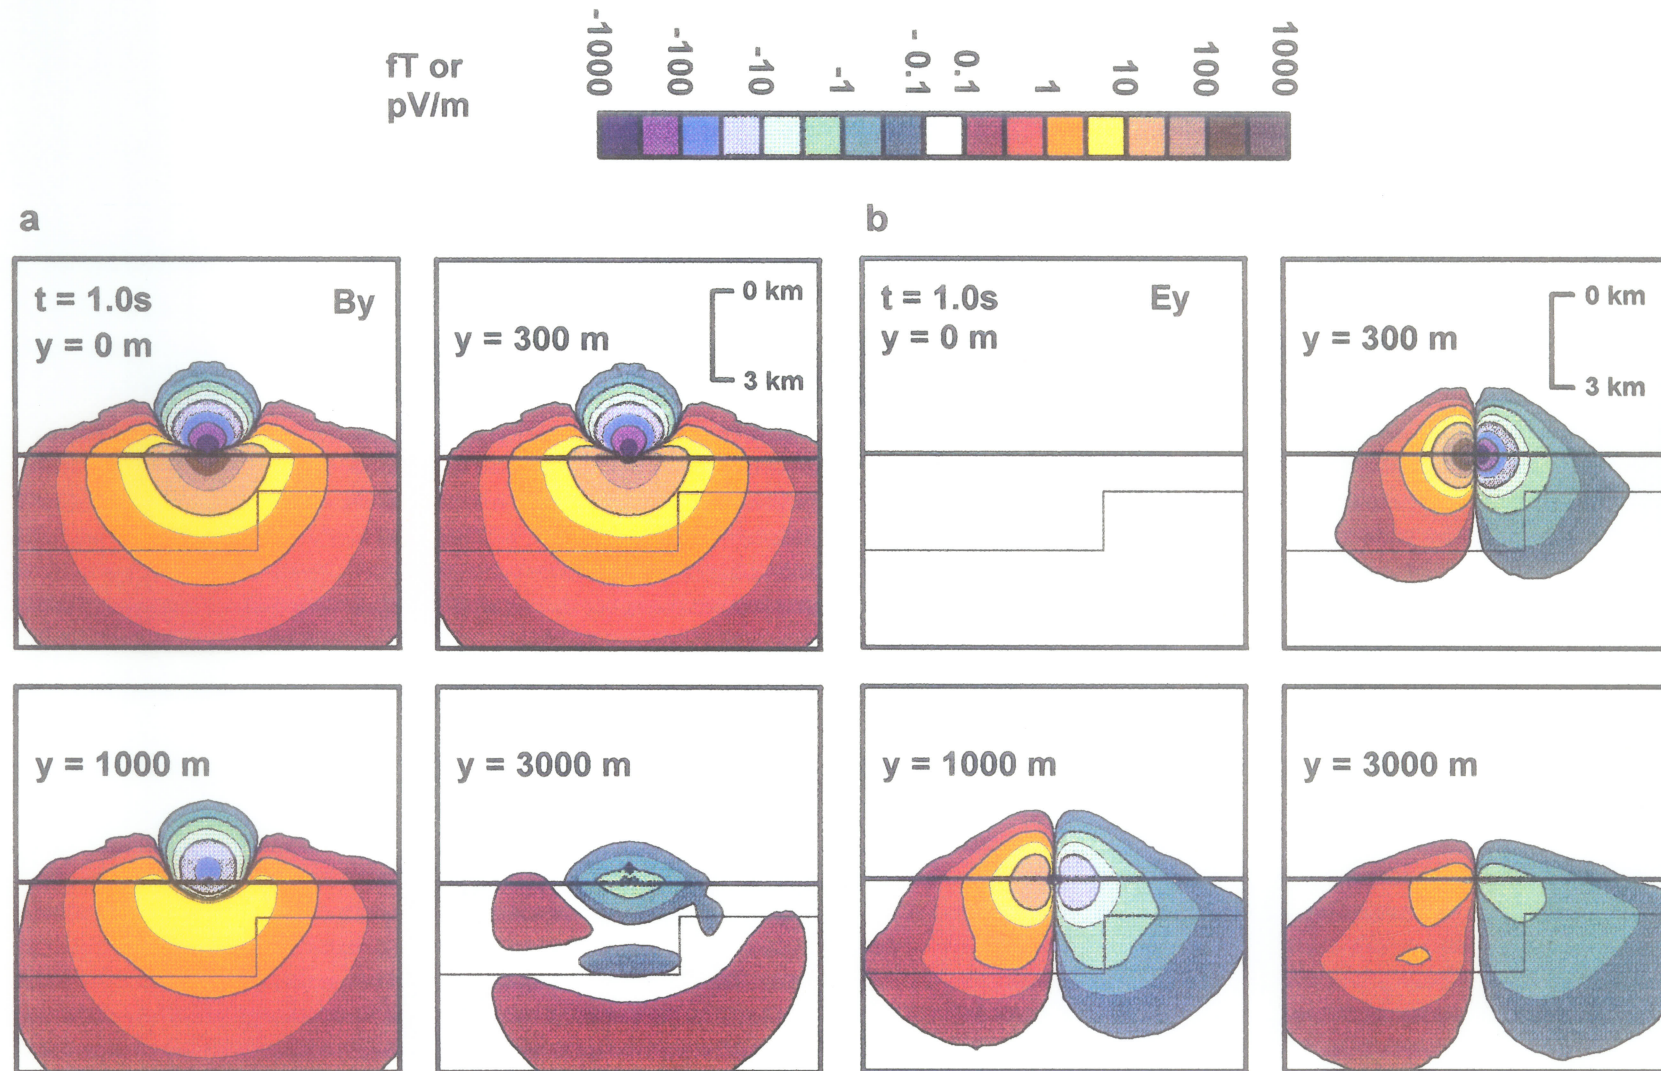 fT or
pV/m
-1000 -100 -10 -1 -0.1 0.1 1 10 100 1000
a
b
t = 1.0s By
y = 0 m
y = 300 m
0 km
3 km
t = 1.0s Ey
y = 0 m
y = 300 m
0 km
3 km
y = 1000 m
y = 3000 m
y = 1000 m
y = 3000 m